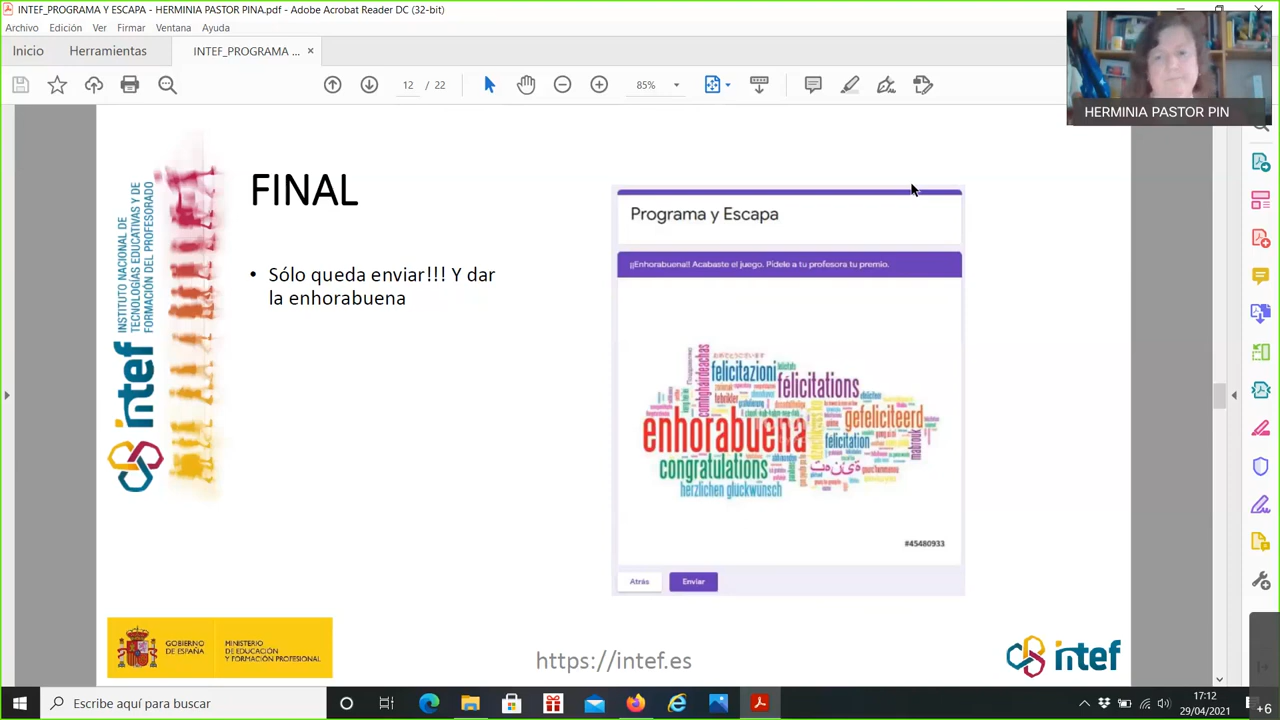 INTEF_PROGRAMA Y ESCAPA - HERMINIA PASTOR PINA.pdf - Adobe Acrobat Reader DC (32-bit)
Archivo Edición Ver Firmar Ventana Ayuda
Inicio Herramientas INTEF_PROGRAMA ... ×
12 / 22 85%
HERMINIA PASTOR PIN
INSTITUTO NACIONAL DE
TECNOLOGÍAS EDUCATIVAS Y DE
FORMACIÓN DEL PROFESORADO
intef
FINAL
• Sólo queda enviar!!! Y dar
la enhorabuena
Programa y Escapa
¡¡Enhorabuena!! Acabaste el juego. Pídele a tu profesora tu premio.
comhghairdeachas
felicitazioni
félicitations
enhorabuena
gefeliciteerd
felicitation
mabrouk
congratulations
تهنئة
herzlichen glückwunsch
#45480933
Atrás Enviar
GOBIERNO
DE ESPAÑA
MINISTERIO
DE EDUCACIÓN
Y FORMACIÓN PROFESIONAL
https://intef.es
intef
Escribe aquí para buscar
17:12
29/04/2021
+6